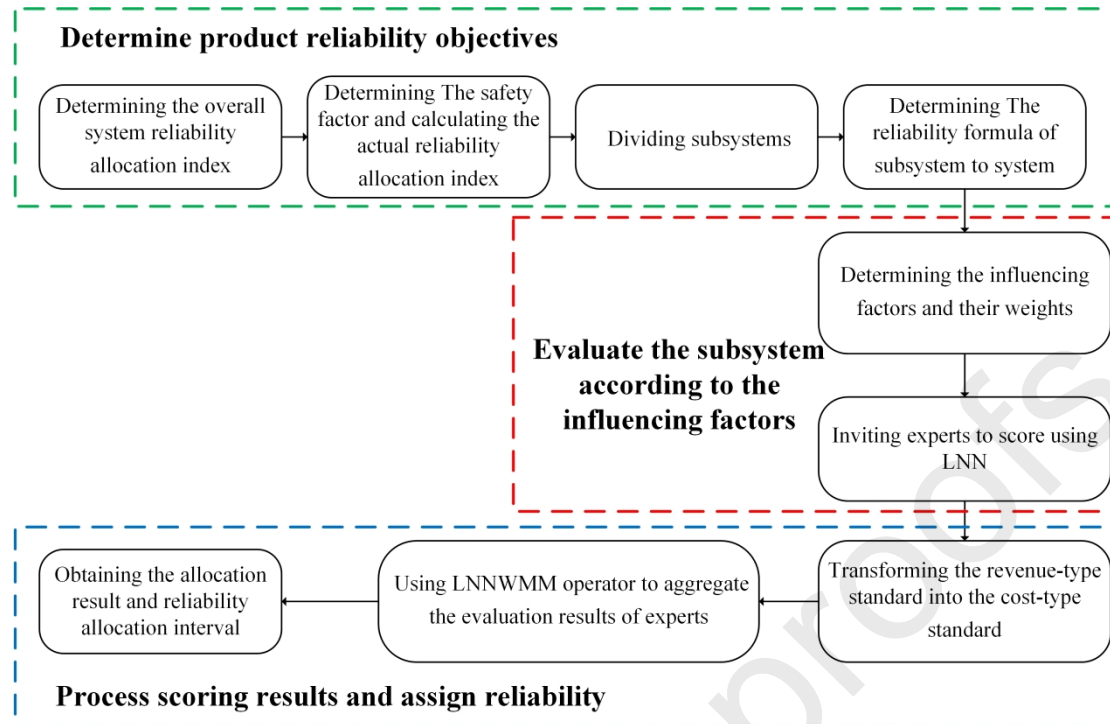 Determine product reliability objectives
Determining the overall
system reliability
allocation index
Determining The safety
factor and calculating the
actual reliability
allocation index
Dividing subsystems
Determining The
reliability formula of
subsystem to system
Determining the influencing
factors and their weights
Evaluate the subsystem
according to the
influencing factors
Inviting experts to score using
LNN
Transforming the revenue-type
standard into the cost-type
standard
Using LNNWMM operator to aggregate
the evaluation results of experts
Obtaining the allocation
result and reliability
allocation interval
Process scoring results and assign reliability
proofs